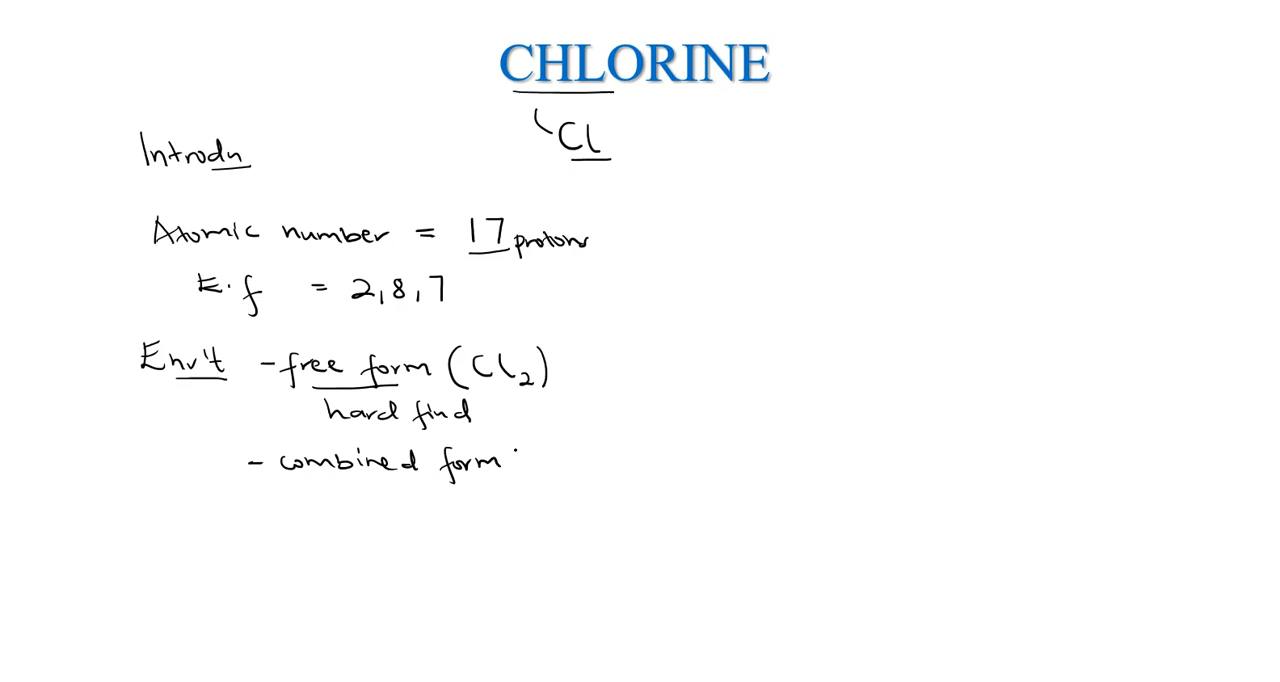 CHLORINE
Cl
Introdn
Atomic number = 17 protons
E.f = 2,8,7
Env't - free form (Cl₂)
hard find
- combined form